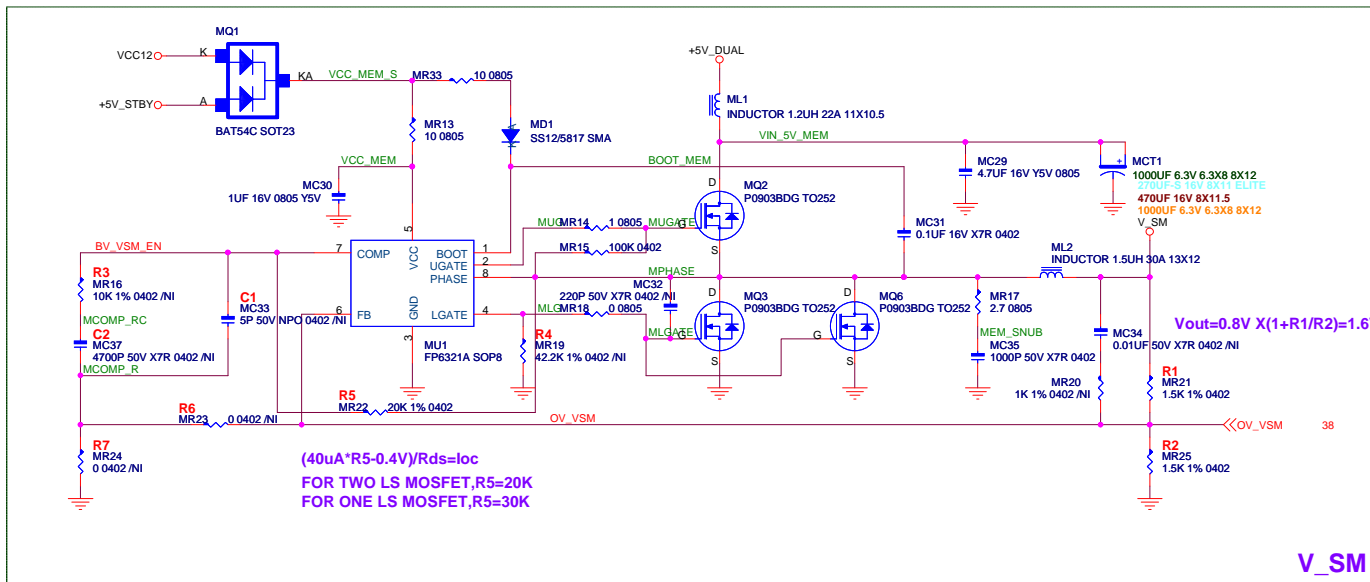 MQ1
VCC12
K
KA
+5V_STBY
A
BAT54C SOT23
VCC_MEM_S
MR33
10 0805
MR13
10 0805
MD1
SS12/5817 SMA
VCC_MEM
MC30
1UF 16V 0805 Y5V
BOOT_MEM
+5V_DUAL
ML1
INDUCTOR 1.2UH 22A 11X10.5
VIN_5V_MEM
MC29
4.7UF 16V Y5V 0805
+
MCT1
1000UF 6.3V 6.3X8 8X12
270UF-S 16V 8X11 ELITE
470UF 16V 8X11.5
1000UF 6.3V 6.3X8 8X12
V_SM
D
MQ2
P0903BDG TO252
G
S
MUG
MR14
1 0805
MUGATE
MR15
100K 0402
MC31
0.1UF 16V X7R 0402
ML2
INDUCTOR 1.5UH 30A 13X12
BV_VSM_EN
7
COMP
5
VCC
BOOT
1
UGATE
2
PHASE
8
MPHASE
6
FB
GND
3
LGATE
4
MU1
FP6321A SOP8
R3
MR16
10K 1% 0402 /NI
C1
MC33
5P 50V NPO 0402 /NI
MCOMP_RC
C2
MC37
4700P 50V X7R 0402 /NI
MCOMP_R
MC32
220P 50V X7R 0402 /NI
MLG
MR18
0 0805
MLGATE
R4
MR19
42.2K 1% 0402 /NI
D
MQ3
P0903BDG TO252
G
S
D
MQ6
P0903BDG TO252
G
S
MR17
2.7 0805
MEM_SNUB
MC35
1000P 50V X7R 0402
MC34
0.01UF 50V X7R 0402 /NI
Vout=0.8V X(1+R1/R2)=1.6
MR20
1K 1% 0402 /NI
R1
MR21
1.5K 1% 0402
R5
MR22
20K 1% 0402
R6
MR23
0 0402 /NI
OV_VSM
OV_VSM
38
R7
MR24
0 0402 /NI
R2
MR25
1.5K 1% 0402
(40uA*R5-0.4V)/Rds=Ioc
FOR TWO LS MOSFET,R5=20K
FOR ONE LS MOSFET,R5=30K
V_SM